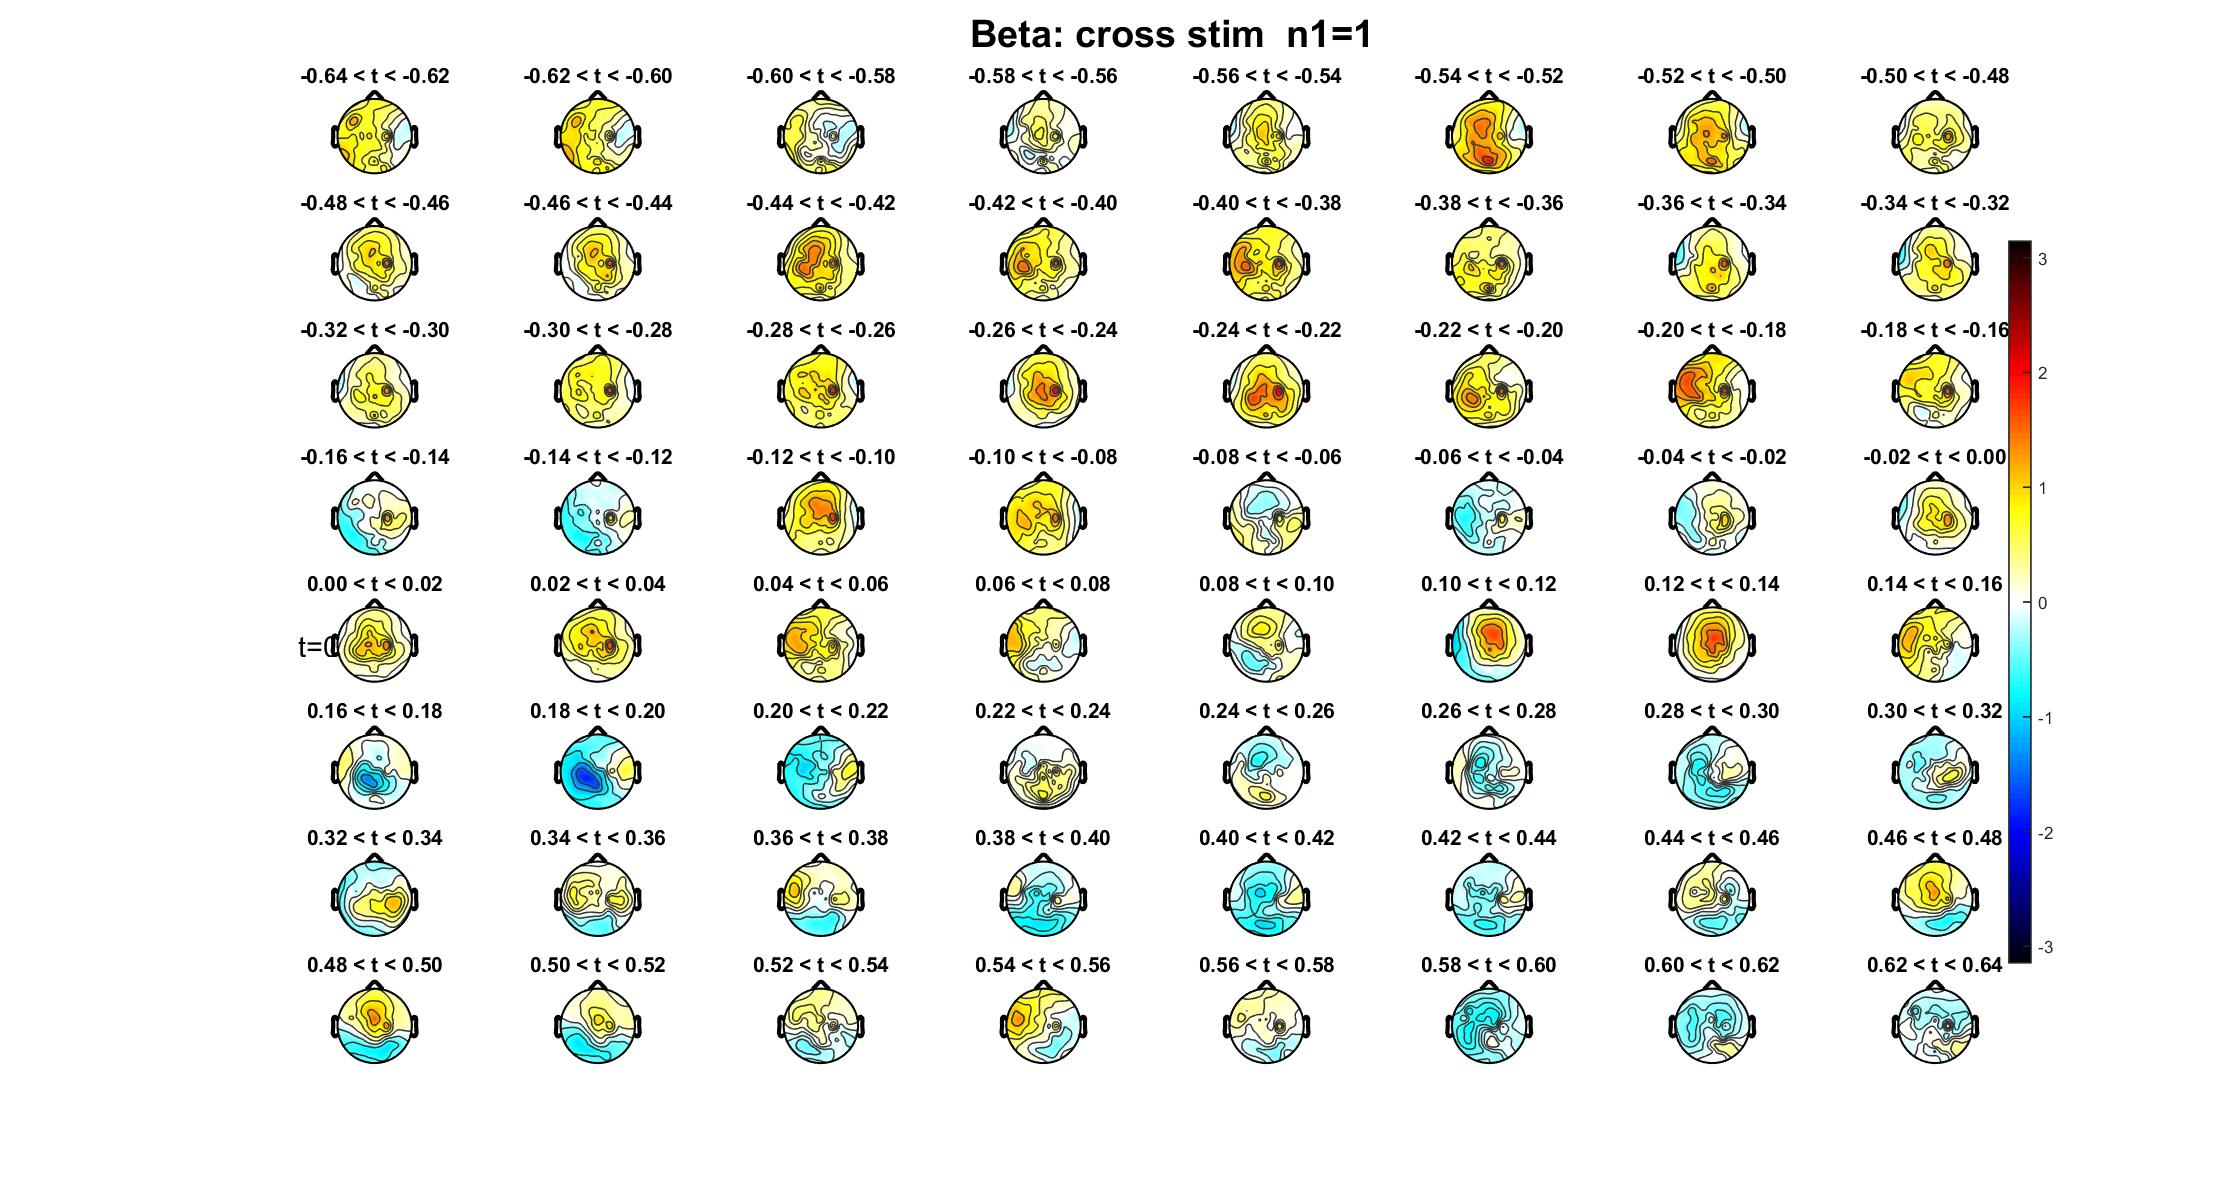 Beta: cross stim  n1=1
-0.64 < t < -0.62
-0.62 < t < -0.60
-0.60 < t < -0.58
-0.58 < t < -0.56
-0.56 < t < -0.54
-0.54 < t < -0.52
-0.52 < t < -0.50
-0.50 < t < -0.48
-0.48 < t < -0.46
-0.46 < t < -0.44
-0.44 < t < -0.42
-0.42 < t < -0.40
-0.40 < t < -0.38
-0.38 < t < -0.36
-0.36 < t < -0.34
-0.34 < t < -0.32
-0.32 < t < -0.30
-0.30 < t < -0.28
-0.28 < t < -0.26
-0.26 < t < -0.24
-0.24 < t < -0.22
-0.22 < t < -0.20
-0.20 < t < -0.18
-0.18 < t < -0.16
-0.16 < t < -0.14
-0.14 < t < -0.12
-0.12 < t < -0.10
-0.10 < t < -0.08
-0.08 < t < -0.06
-0.06 < t < -0.04
-0.04 < t < -0.02
-0.02 < t < 0.00
0.00 < t < 0.02
0.02 < t < 0.04
0.04 < t < 0.06
0.06 < t < 0.08
0.08 < t < 0.10
0.10 < t < 0.12
0.12 < t < 0.14
0.14 < t < 0.16
t=0
0.16 < t < 0.18
0.18 < t < 0.20
0.20 < t < 0.22
0.22 < t < 0.24
0.24 < t < 0.26
0.26 < t < 0.28
0.28 < t < 0.30
0.30 < t < 0.32
0.32 < t < 0.34
0.34 < t < 0.36
0.36 < t < 0.38
0.38 < t < 0.40
0.40 < t < 0.42
0.42 < t < 0.44
0.44 < t < 0.46
0.46 < t < 0.48
0.48 < t < 0.50
0.50 < t < 0.52
0.52 < t < 0.54
0.54 < t < 0.56
0.56 < t < 0.58
0.58 < t < 0.60
0.60 < t < 0.62
0.62 < t < 0.64
3
2
1
0
-1
-2
-3